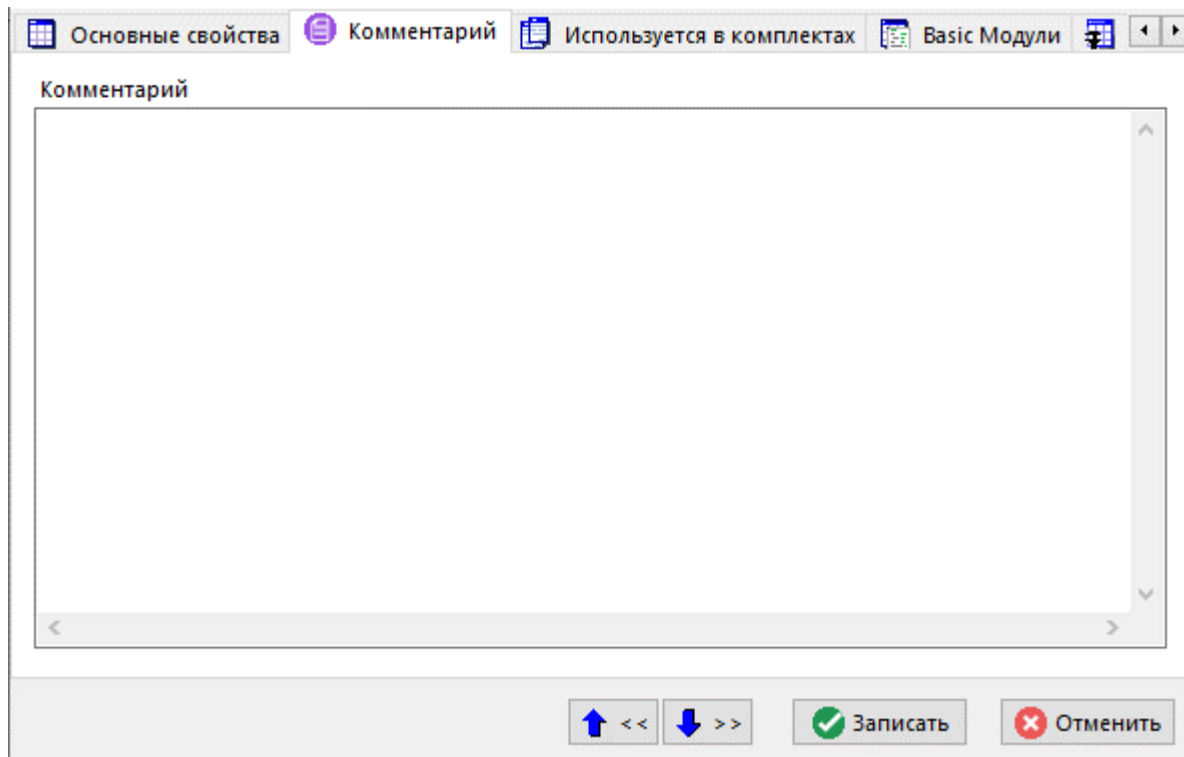 Основные свойства Комментарий Используется в комплектах Basic Модули
Комментарий
<< >> Записать Отменить